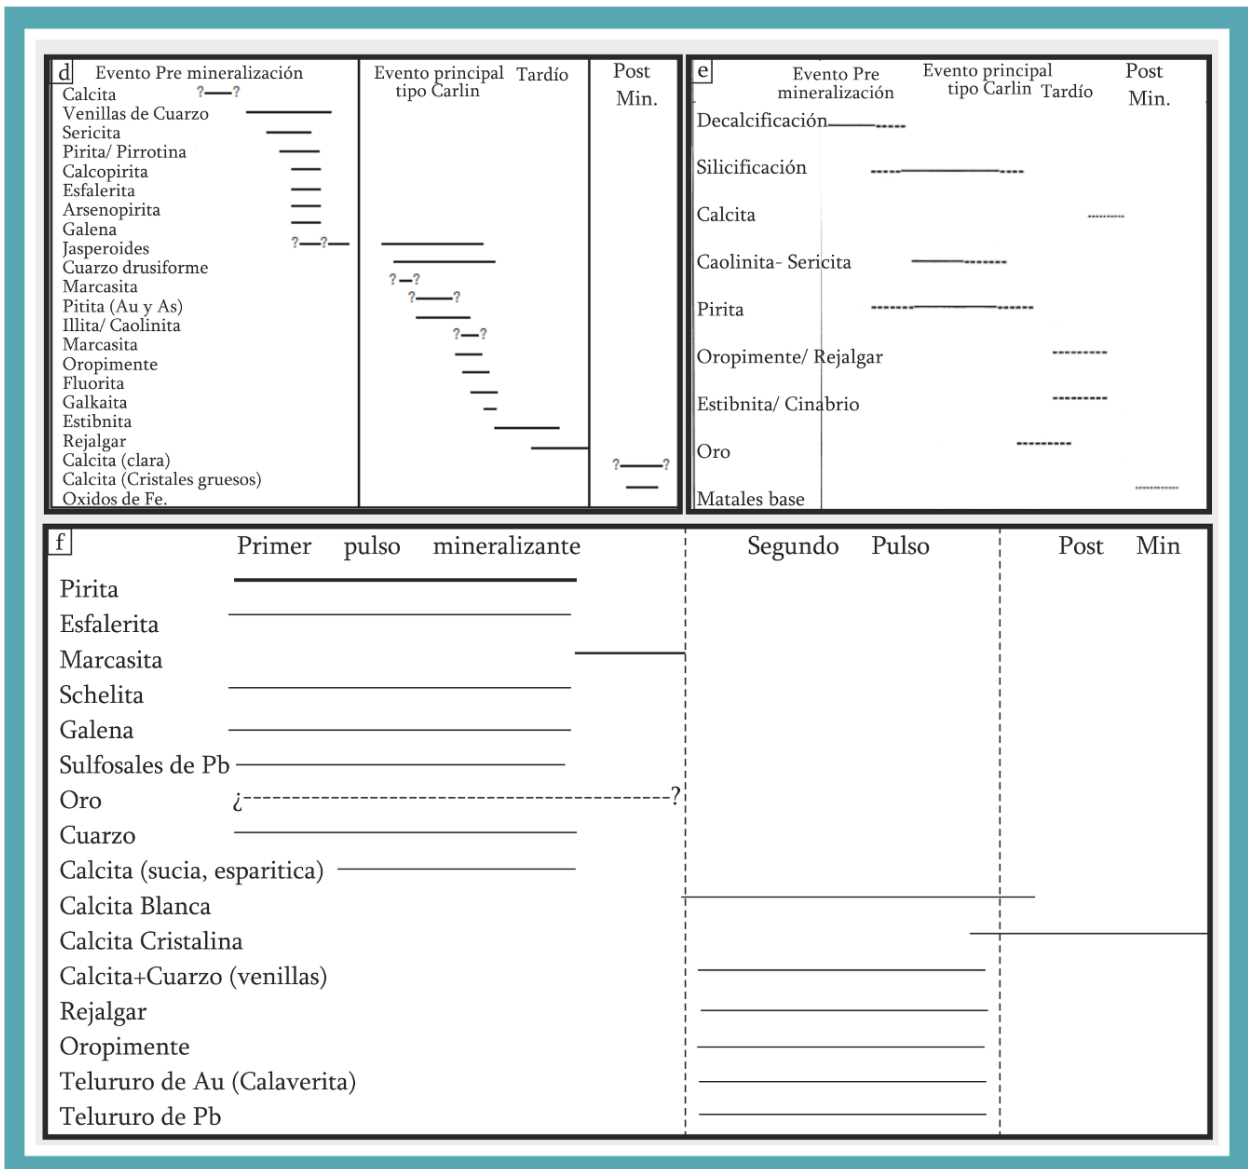 d
Evento Pre mineralización
Evento principal
tipo Carlin
Tardío
Post
Min.
Calcita ? ?
Venillas de Cuarzo
Sericita
Pirita/ Pirrotina
Calcopirita
Esfalerita
Arsenopirita
Galena
Jasperoides ? ?
Cuarzo drusiforme
Marcasita ? ?
Pitita (Au y As) ? ?
Illita/ Caolinita
Marcasita ? ?
Oropimente
Fluorita
Galkaita
Estibnita
Rejalgar
Calcita (clara) ? ?
Calcita (Cristales gruesos)
Oxidos de Fe.
e
Evento Pre
mineralización
Evento principal
tipo Carlin
Tardío
Post
Min.
Decalcificación
Silicificación
Calcita
Caolinita- Sericita
Pirita
Oropimente/ Rejalgar
Estibnita/ Cinabrio
Oro
Matales base
f
Primer pulso mineralizante
Segundo Pulso
Post Min
Pirita
Esfalerita
Marcasita
Schelita
Galena
Sulfosales de Pb
Oro ¿ ?
Cuarzo
Calcita (sucia, esparitica)
Calcita Blanca
Calcita Cristalina
Calcita+Cuarzo (venillas)
Rejalgar
Oropimente
Telururo de Au (Calaverita)
Telururo de Pb